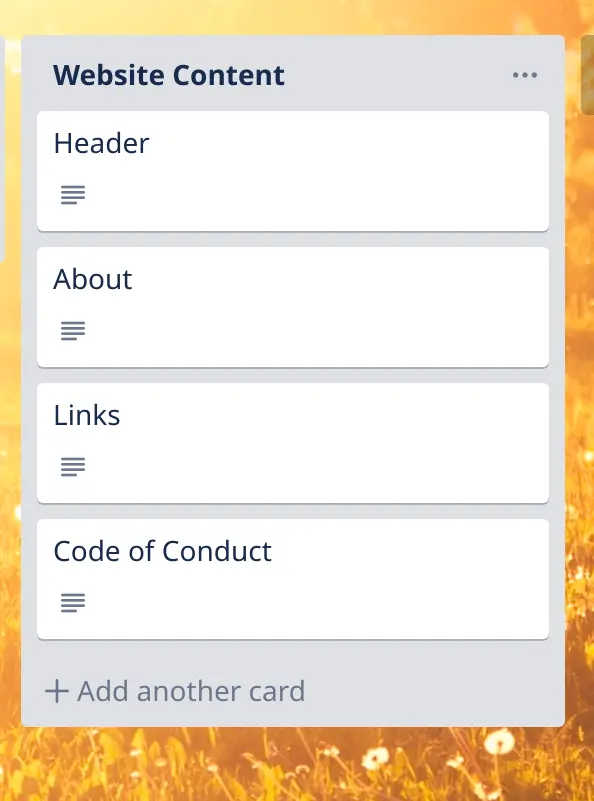 Website Content
Header
About
Links
Code of Conduct
Add another card